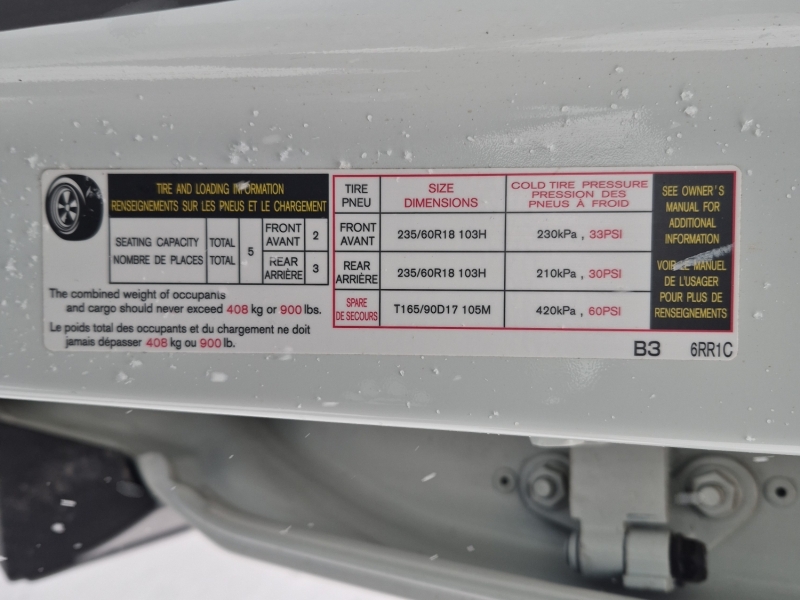 TIRE AND LOADING INFORMATION
RENSEIGNEMENTS SUR LES PNEUS ET LE CHARGEMENT
SEATING CAPACITY
NOMBRE DE PLACES
TOTAL
TOTAL
5
FRONT
AVANT
2
REAR
ARRIÈRE
3
The combined weight of occupants
and cargo should never exceed 408 kg or 900 lbs.
Le poids total des occupants et du chargement ne doit
jamais dépasser 408 kg ou 900 lb.
TIRE
PNEU
SIZE
DIMENSIONS
COLD TIRE PRESSURE
PRESSION DES
PNEUS À FROID
FRONT
AVANT
235/60R18 103H
230kPa , 33PSI
REAR
ARRIÈRE
235/60R18 103H
210kPa , 30PSI
SPARE
DE SECOURS
T165/90D17 105M
420kPa , 60PSI
SEE OWNER'S
MANUAL FOR
ADDITIONAL
INFORMATION
VOIR LE MANUEL
DE L'USAGER
POUR PLUS DE
RENSEIGNEMENTS
B3 6RR1C